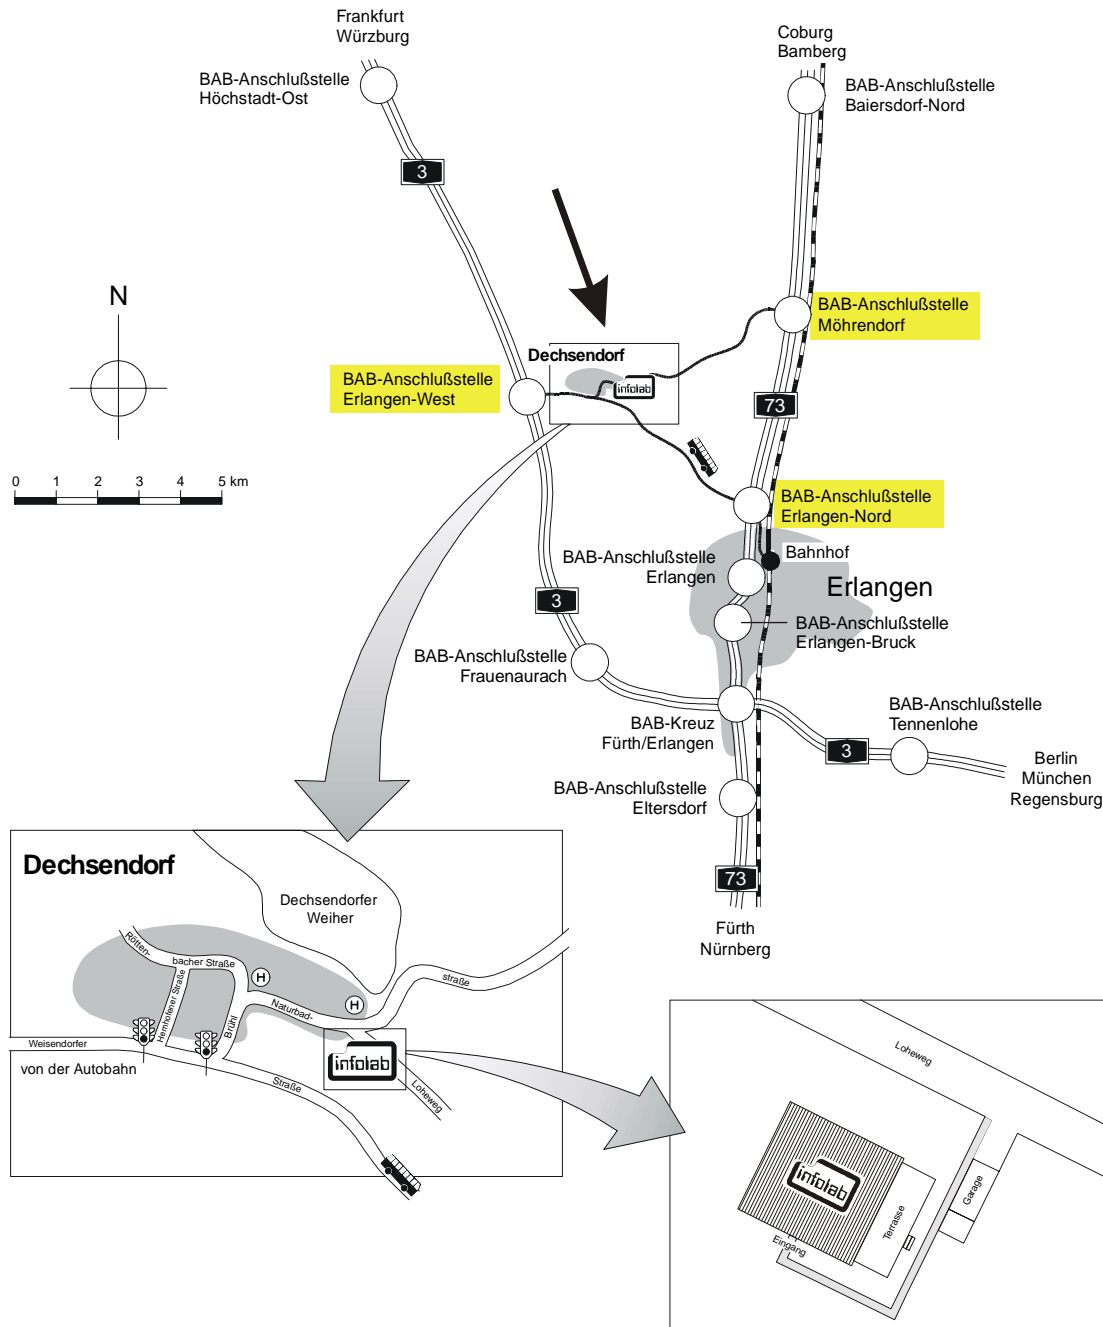 Frankfurt
Würzburg
Coburg
Bamberg
BAB-Anschlußstelle
Höchstadt-Ost
BAB-Anschlußstelle
Baiersdorf-Nord
3
N
BAB-Anschlußstelle
Möhrendorf
Dechsendorf
infolab
BAB-Anschlußstelle
Erlangen-West
73
0 1 2 3 4 5 km
BAB-Anschlußstelle
Erlangen-Nord
Bahnhof
BAB-Anschlußstelle
Erlangen
Erlangen
3
BAB-Anschlußstelle
Erlangen-Bruck
BAB-Anschlußstelle
Frauenaurach
BAB-Kreuz
Fürth/Erlangen
BAB-Anschlußstelle
Tennenlohe
3
Berlin
München
Regensburg
BAB-Anschlußstelle
Eltersdorf
73
Fürth
Nürnberg
Dechsendorf
Dechsendorfer
Weiher
Rötten-
bacher Straße
H
Hemhofener Straße
Naturbad-
H
straße
Brühl
Weisendorfer
von der Autobahn
Straße
infolab
Loheweg
Loheweg
infolab
Terrasse
Garage
Eingang